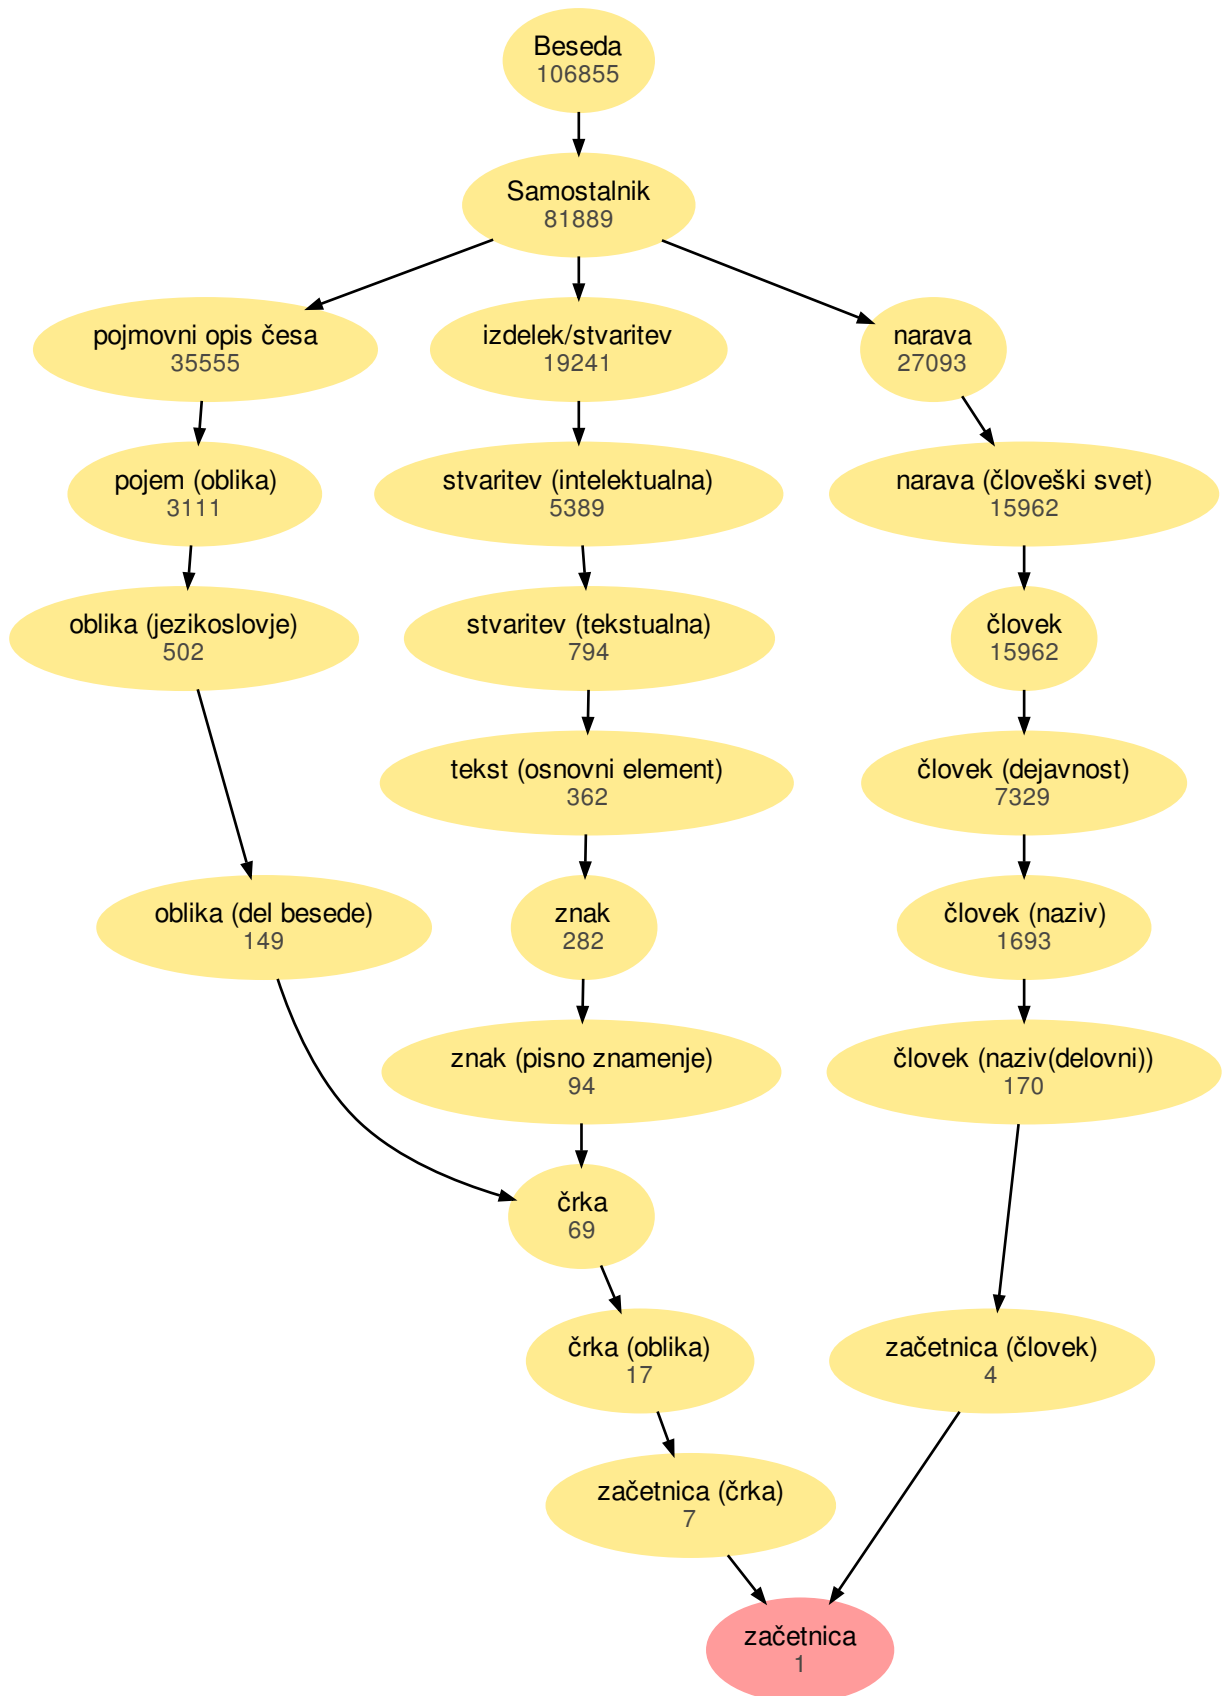 Beseda
106855
Samostalnik
81889
pojmovni opis česa
35555
izdelek/stvaritev
19241
narava
27093
pojem (oblika)
3111
stvaritev (intelektualna)
5389
narava (človeški svet)
15962
oblika (jezikoslovje)
502
stvaritev (tekstualna)
794
človek
15962
tekst (osnovni element)
362
človek (dejavnost)
7329
oblika (del besede)
149
znak
282
človek (naziv)
1693
znak (pisno znamenje)
94
človek (naziv(delovni))
170
črka
69
črka (oblika)
17
začetnica (človek)
4
začetnica (črka)
7
začetnica
1